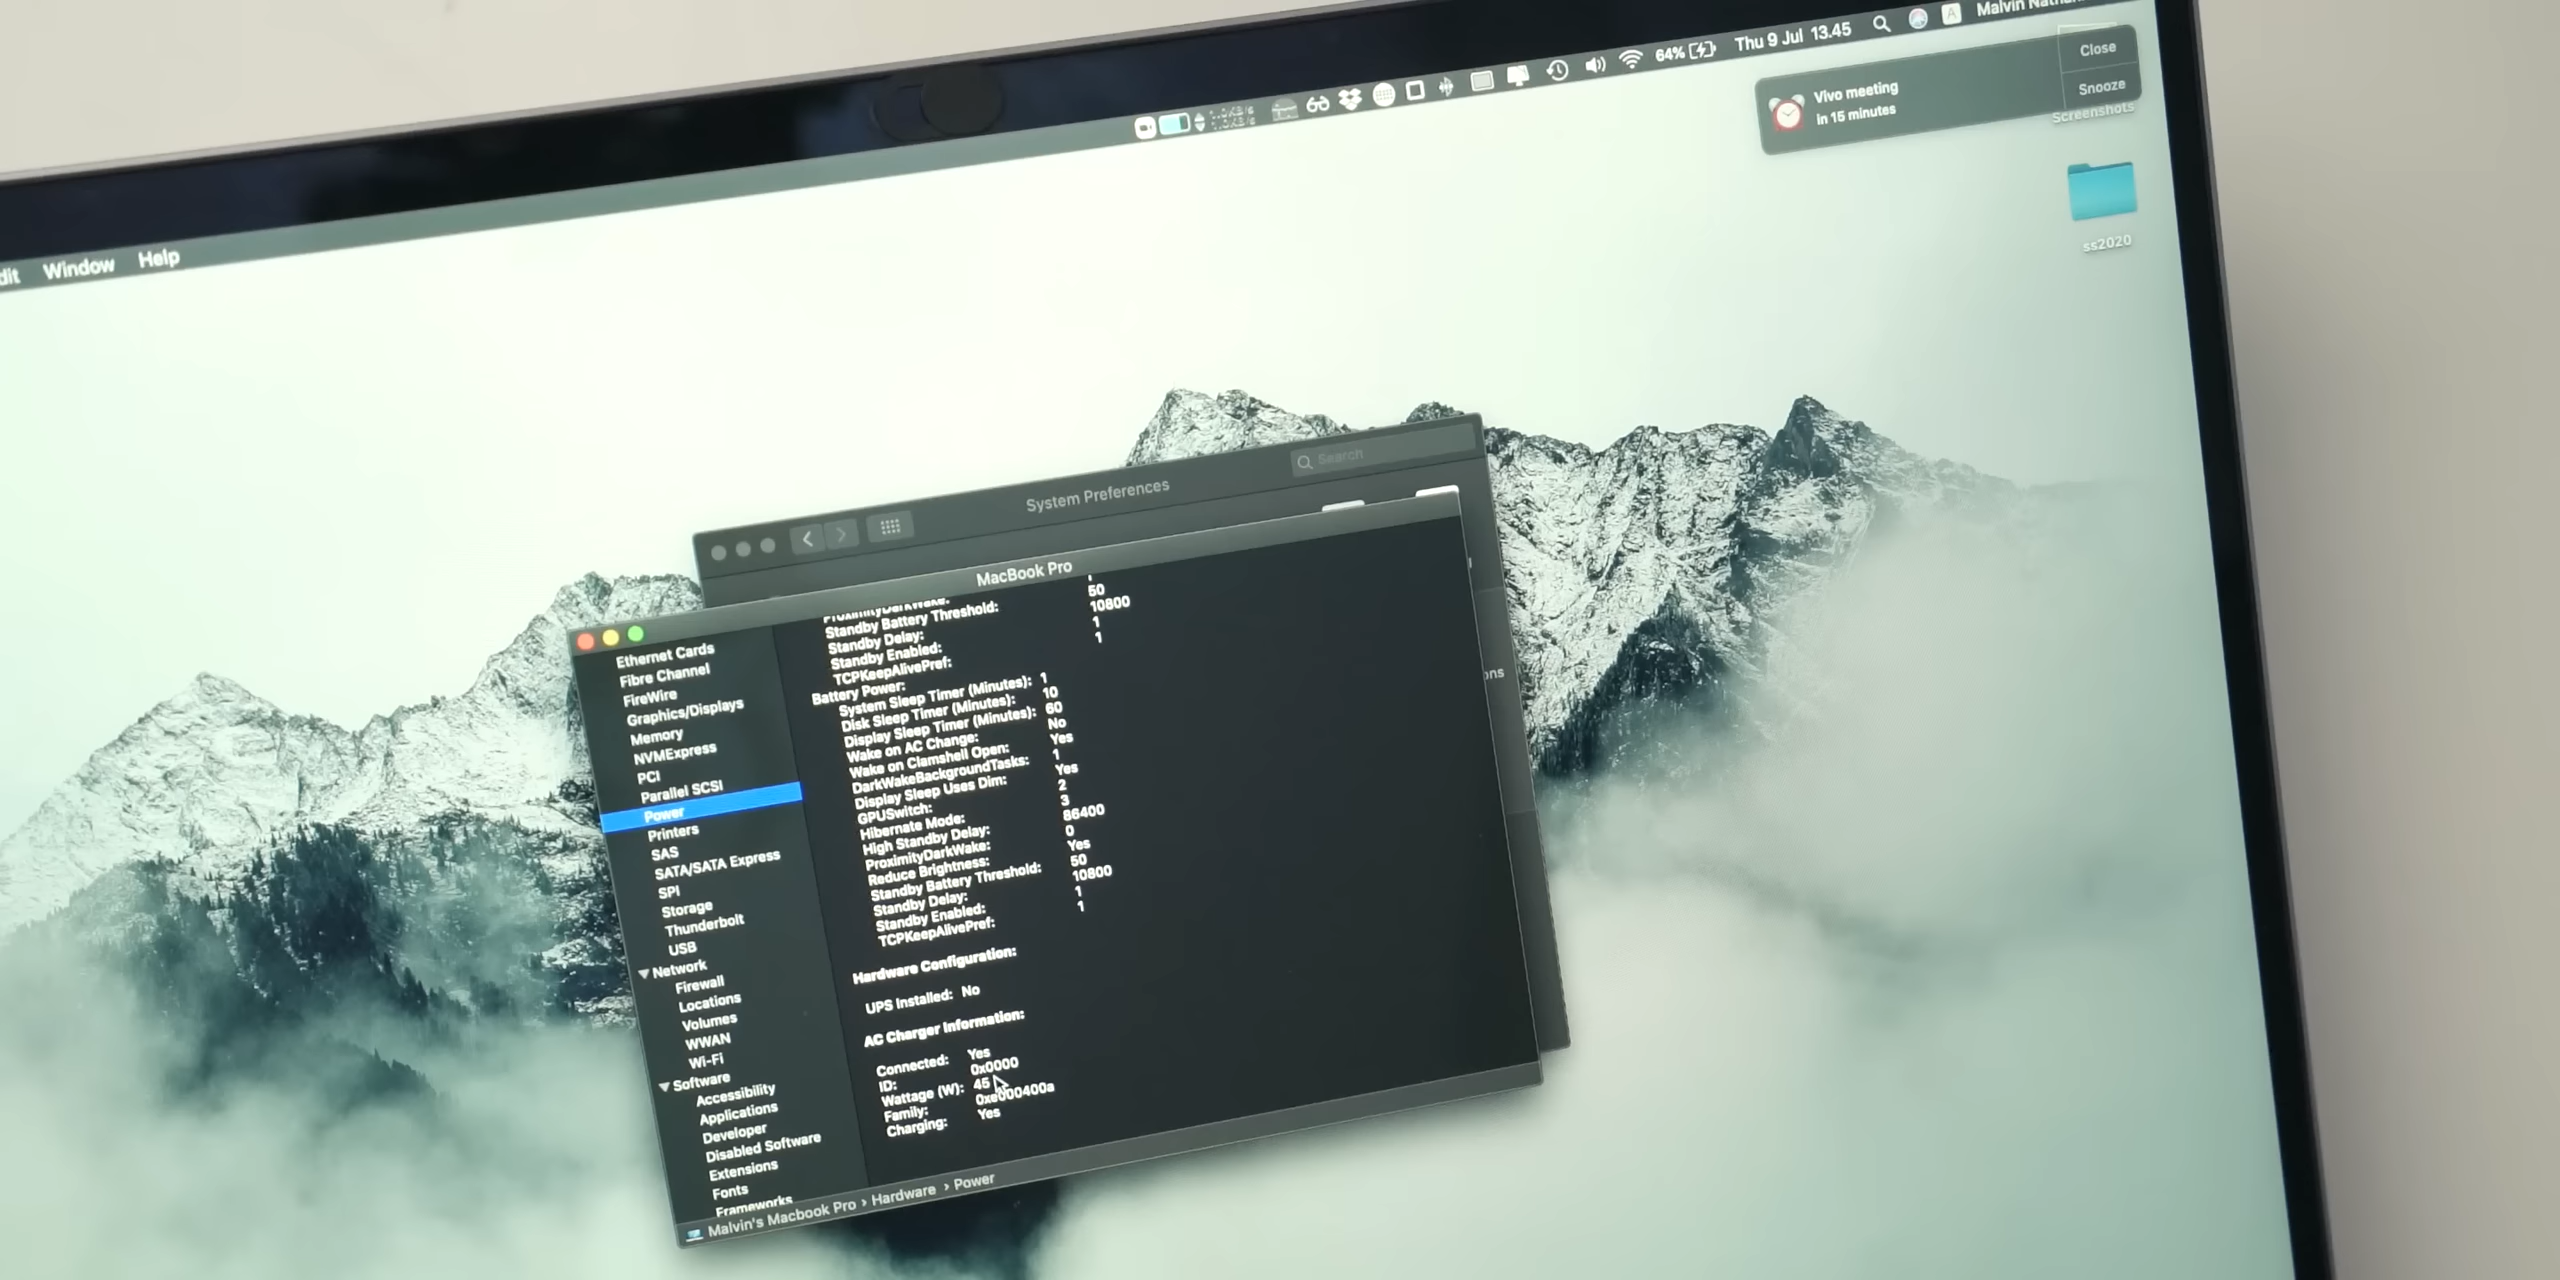 Malvin
Thu 9 Jul 13.45
64%
dit Window Help
Vivo meeting
in 15 minutes
Close
Snooze
Screenshots
ss2020
System Preferences
Search
ons
MacBook Pro
Ethernet Cards
Fibre Channel
FireWire
Graphics/Displays
Memory
NVMExpress
PCI
Parallel SCSI
Power
Printers
SAS
SATA/SATA Express
SPI
Storage
Thunderbolt
USB
Network
Firewall
Locations
Volumes
WWAN
Wi-Fi
Software
Accessibility
Applications
Developer
Disabled Software
Extensions
Fonts
Frameworks
ProximityDarkWake:
Standby Battery Threshold: 50
Standby Delay: 10800
Standby Enabled: 1
TCPKeepAlivePref: 1
Battery Power:
System Sleep Timer (Minutes): 1
Disk Sleep Timer (Minutes): 10
Display Sleep Timer (Minutes): 60
Wake on AC Change: No
Wake on Clamshell Open: Yes
DarkWakeBackgroundTasks: 1
Display Sleep Uses Dim: Yes
GPUSwitch: 2
Hibernate Mode: 3
High Standby Delay: 86400
ProximityDarkWake: 0
Reduce Brightness: Yes
Standby Battery Threshold: 50
Standby Delay: 10800
Standby Enabled: 1
TCPKeepAlivePref: 1
Hardware Configuration:
UPS Installed: No
AC Charger Information:
Connected: Yes
ID: 0x0000
Wattage (W): 45
Family: 0xe000400a
Charging: Yes
Malvin's Macbook Pro › Hardware › Power